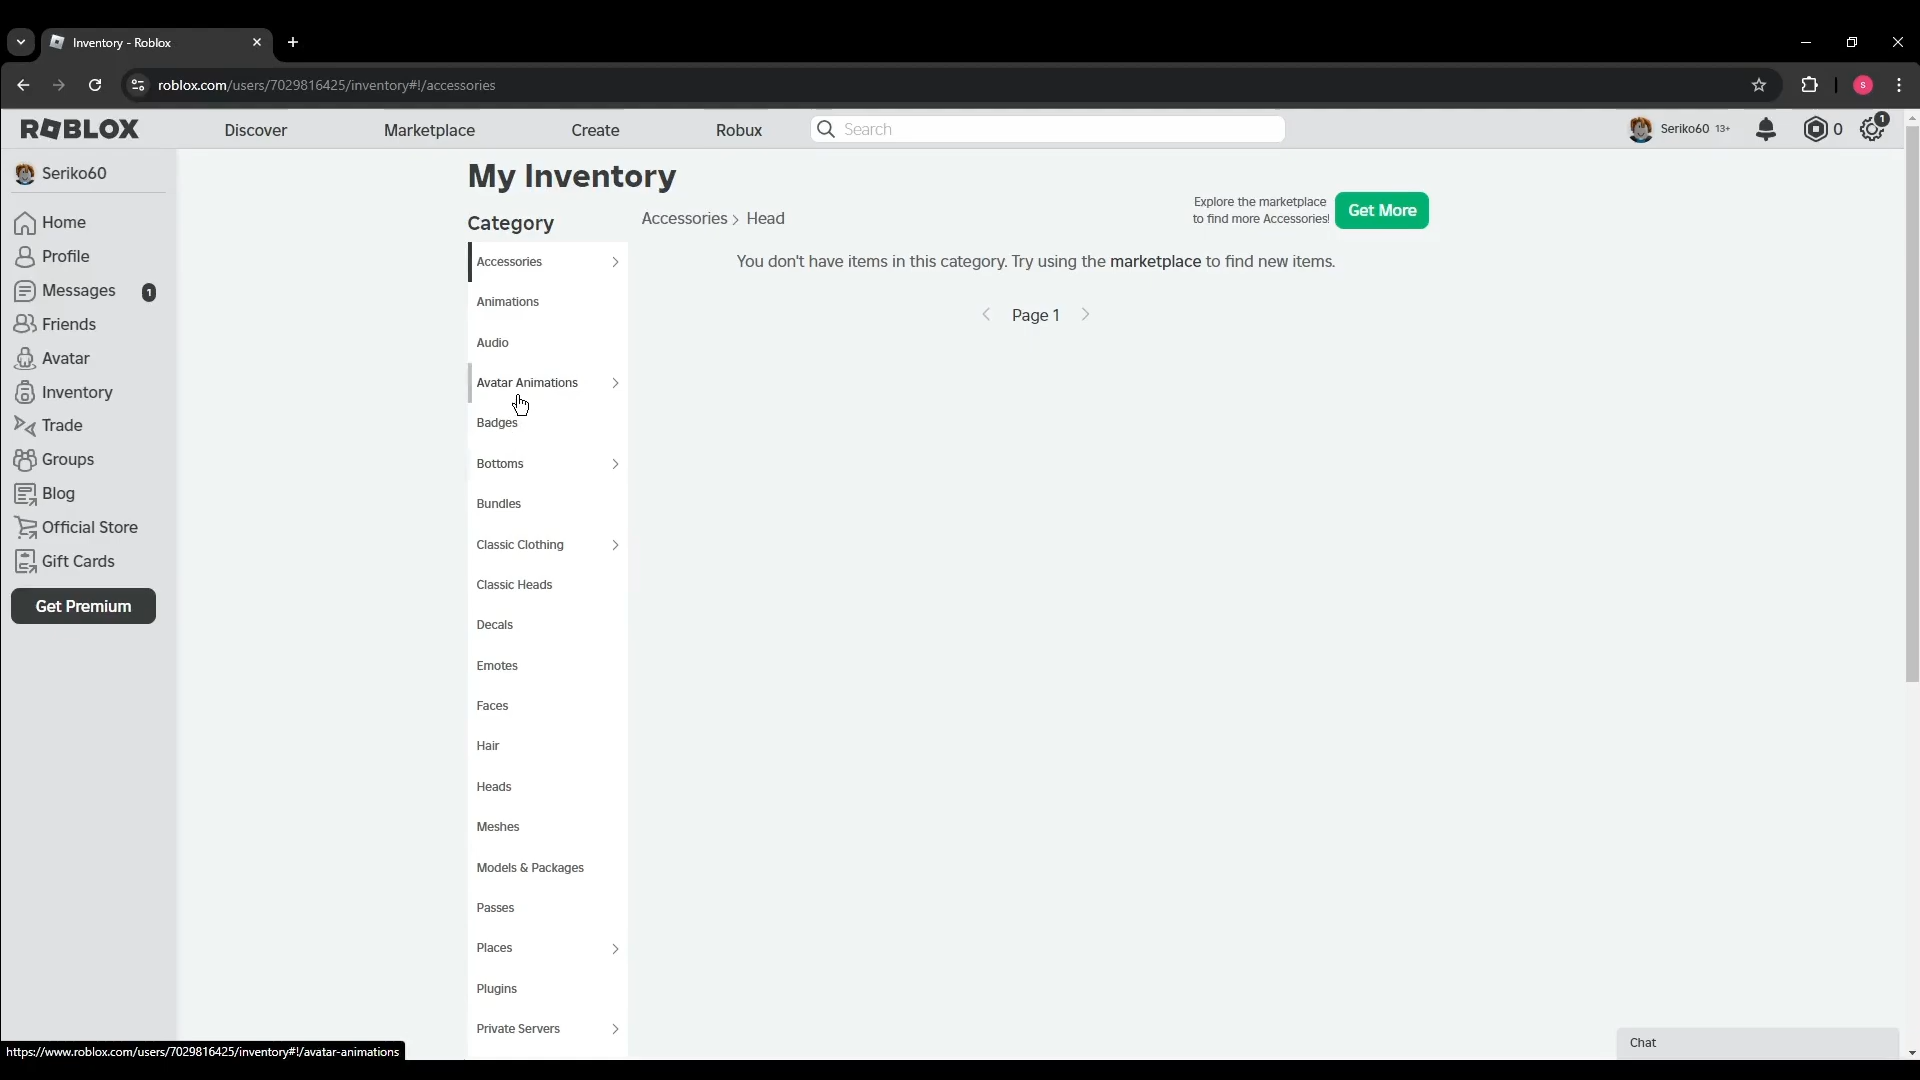 Inventory - Roblox
roblox.com/users/7029816425/inventory#!/accessories
S
ROBLOX
Discover
Marketplace
Create
Robux
Search
Seriko60 13+
0
1
Seriko60
Home
Profile
Messages 1
Friends
Avatar
Inventory
Trade
Groups
Blog
Official Store
Gift Cards
Get Premium
My Inventory
Category
Accessories
Animations
Audio
Avatar Animations
Badges
Bottoms
Bundles
Classic Clothing
Classic Heads
Decals
Emotes
Faces
Hair
Heads
Meshes
Models & Packages
Passes
Places
Plugins
Private Servers
Accessories > Head
Explore the marketplace
to find more Accessories!
Get More
You don't have items in this category. Try using the marketplace to find new items.
Page 1
Chat
https://www.roblox.com/users/7029816425/inventory#!/avatar-animations